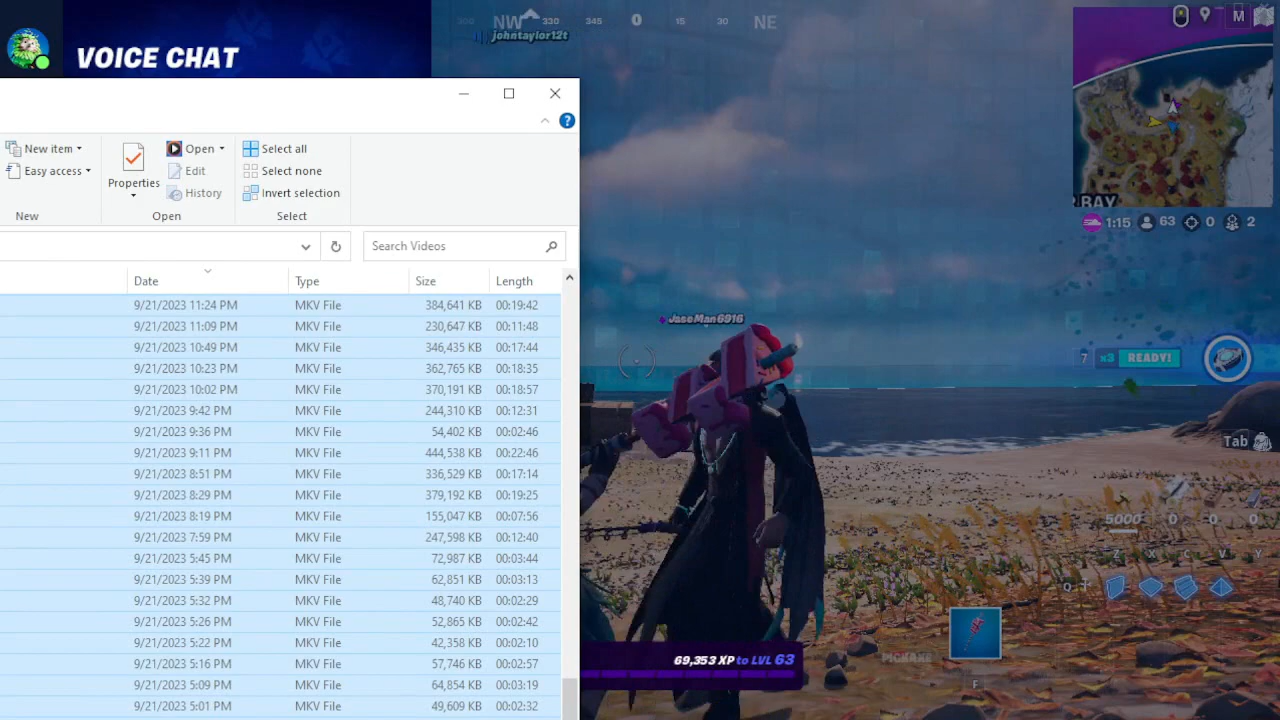 300 NW 330 345 0 15 30 NE
johntaylor12t
M
VOICE CHAT
?
New item
Easy access
New
Properties
Open
Edit
History
Open
Select all
Select none
Invert selection
Select
Search Videos
Date Type Size Length
9/21/2023 11:24 PM MKV File 384,641 KB 00:19:42
9/21/2023 11:09 PM MKV File 230,647 KB 00:11:48
9/21/2023 10:49 PM MKV File 346,435 KB 00:17:44
9/21/2023 10:23 PM MKV File 362,765 KB 00:18:35
9/21/2023 10:02 PM MKV File 370,191 KB 00:18:57
9/21/2023 9:42 PM MKV File 244,310 KB 00:12:31
9/21/2023 9:36 PM MKV File 54,402 KB 00:02:46
9/21/2023 9:11 PM MKV File 444,538 KB 00:22:46
9/21/2023 8:51 PM MKV File 336,529 KB 00:17:14
9/21/2023 8:29 PM MKV File 379,192 KB 00:19:25
9/21/2023 8:19 PM MKV File 155,047 KB 00:07:56
9/21/2023 7:59 PM MKV File 247,598 KB 00:12:40
9/21/2023 5:45 PM MKV File 72,987 KB 00:03:44
9/21/2023 5:39 PM MKV File 62,851 KB 00:03:13
9/21/2023 5:32 PM MKV File 48,740 KB 00:02:29
9/21/2023 5:26 PM MKV File 52,865 KB 00:02:42
9/21/2023 5:22 PM MKV File 42,358 KB 00:02:10
9/21/2023 5:16 PM MKV File 57,746 KB 00:02:57
9/21/2023 5:09 PM MKV File 64,854 KB 00:03:19
9/21/2023 5:01 PM MKV File 49,609 KB 00:02:32
BAY
1:15 63 0 2
JaseMan6916
7 x3 READY!
Tab
5000 0 0 0
Z X C V Y
Q
69,353 XP to LVL 63
PICKAXE
F